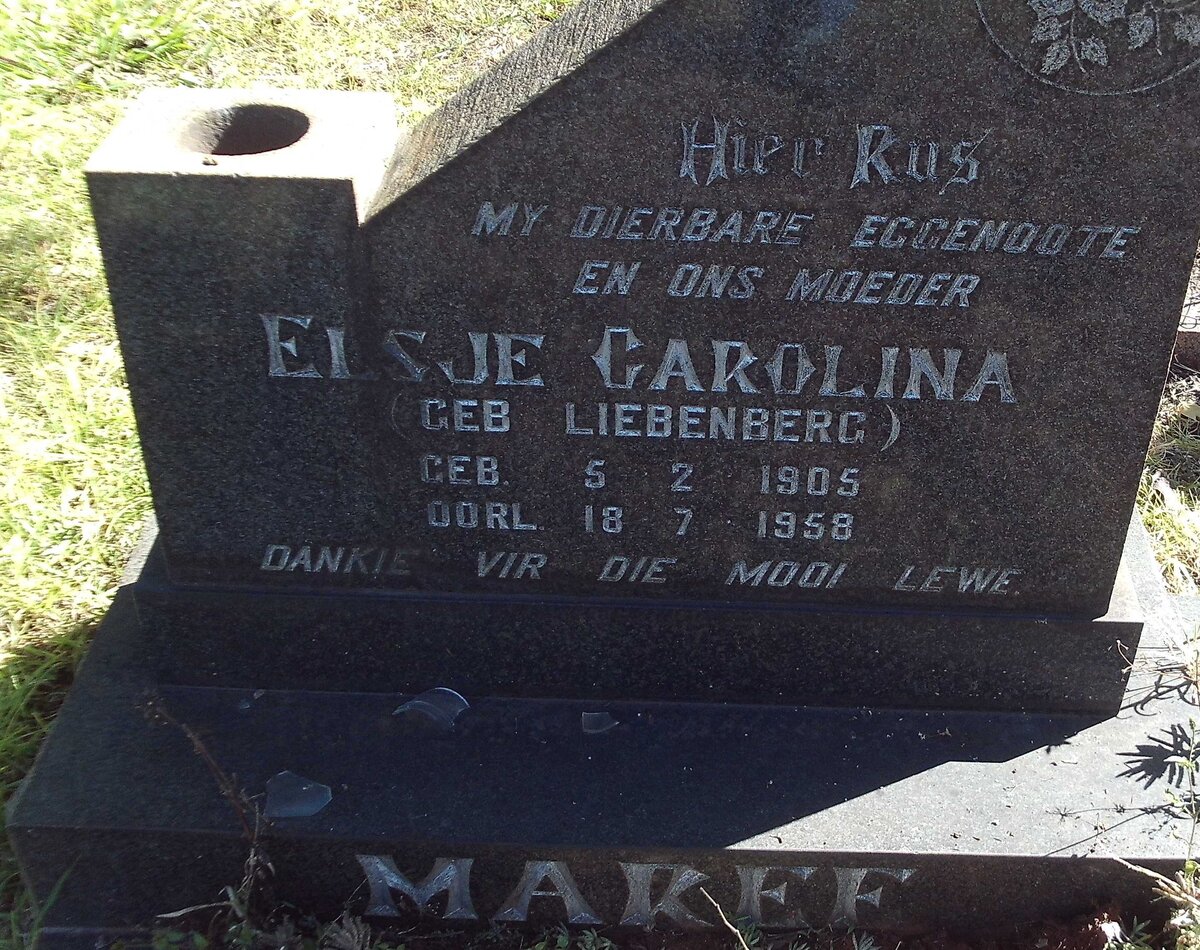 Hier Rus
MY DIERBARE EGGENOOTE
EN ONS MOEDER
ELSJE CAROLINA
(GEB LIEBENBERG)
GEB. 5 2 1905
OORL. 18 7 1958
DANKIE VIR DIE MOOI LEWE.
MAREE